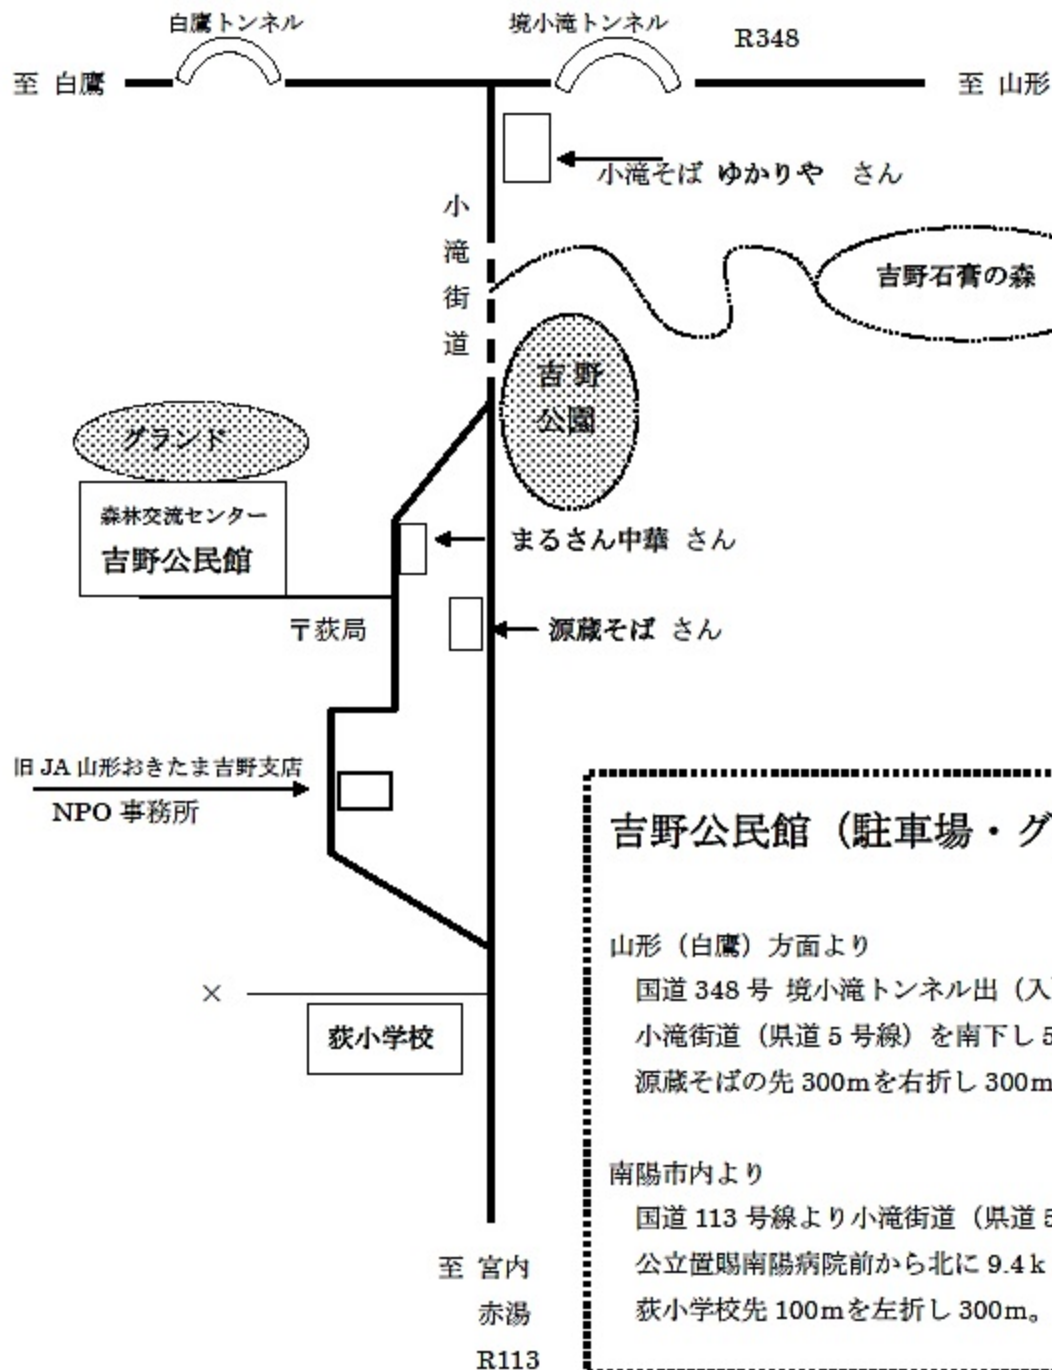 白鷹トンネル
境小滝トンネル
R348
至 白鷹
至 山形
小滝そば ゆかりや さん
小滝街道
吉野石膏の森
吉野
公園
グランド
森林交流センター
吉野公民館
まるさん中華 さん
〒荻局
源蔵そば さん
旧 JA 山形おきたま吉野支店
NPO 事務所
吉野公民館（駐車場・グ
山形（白鷹）方面より
国道 348 号 境小滝トンネル出（入
小滝街道（県道 5 号線）を南下し 5
源蔵そばの先 300mを右折し 300m
×
荻小学校
南陽市内より
国道 113 号線より小滝街道（県道 5
公立置賜南陽病院前から北に 9.4ｋ
荻小学校先 100mを左折し 300m。
至 宮内
赤湯
R113